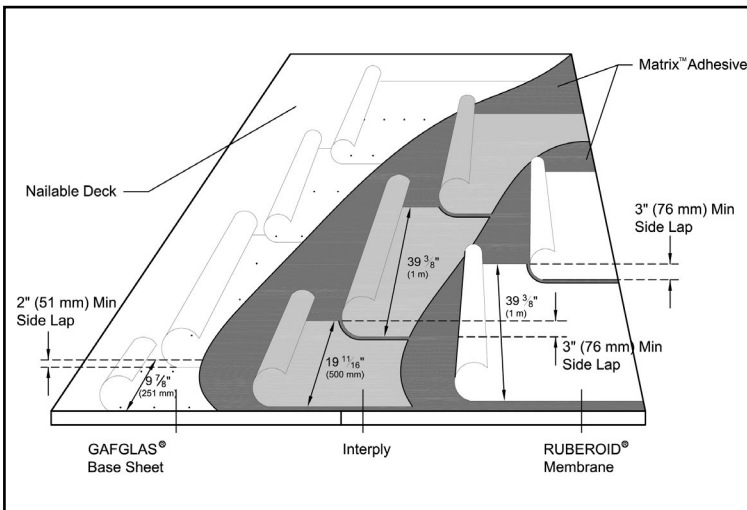 Matrix™ Adhesive
Nailable Deck
3" (76 mm) Min
Side Lap
39 3/8"
(1 m)
39 3/8"
(1 m)
2" (51 mm) Min
Side Lap
3" (76 mm) Min
Side Lap
19 11/16"
(500 mm)
9 7/8"
(251 mm)
GAFGLAS®
Base Sheet
Interply
RUBEROID®
Membrane